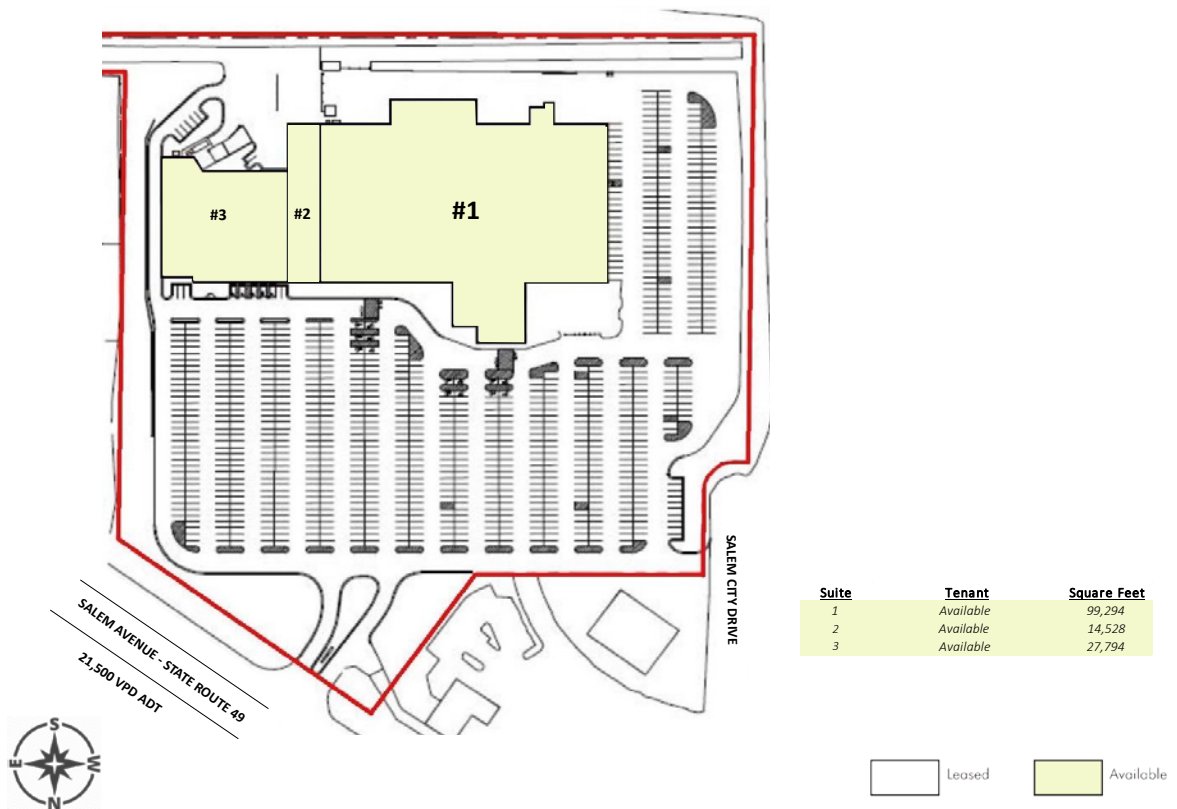 #3
#2
#1
SALEM CITY DRIVE
SALEM AVENUE - STATE ROUTE 49
21,500 VPD ADT
Suite Tenant Square Feet
1 Available 99,294
2 Available 14,528
3 Available 27,794
S
E W
N
Leased
Available